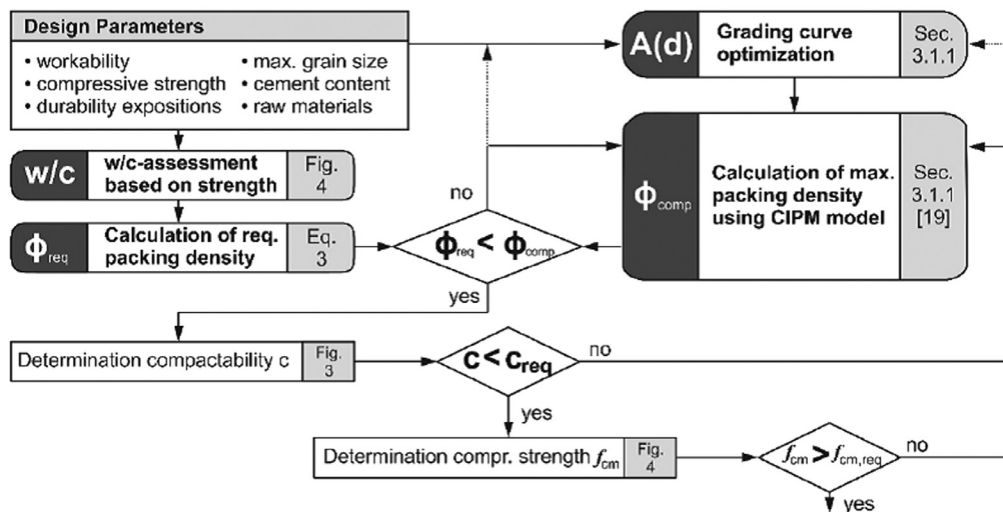 Design Parameters
• workability
• compressive strength
• durability expositions
• max. grain size
• cement content
• raw materials
A(d)
Grading curve
optimization
Sec.
3.1.1
w/c
w/c-assessment
based on strength
Fig.
4
ϕreq
Calculation of req.
packing density
Eq.
3
no
ϕreq < ϕcomp
yes
ϕcomp
Calculation of max.
packing density
using CIPM model
Sec.
3.1.1
[19]
Determination compactability c
Fig.
3
c < creq
no
yes
Determination compr. strength fcm
Fig.
4
fcm > fcm,req
no
yes